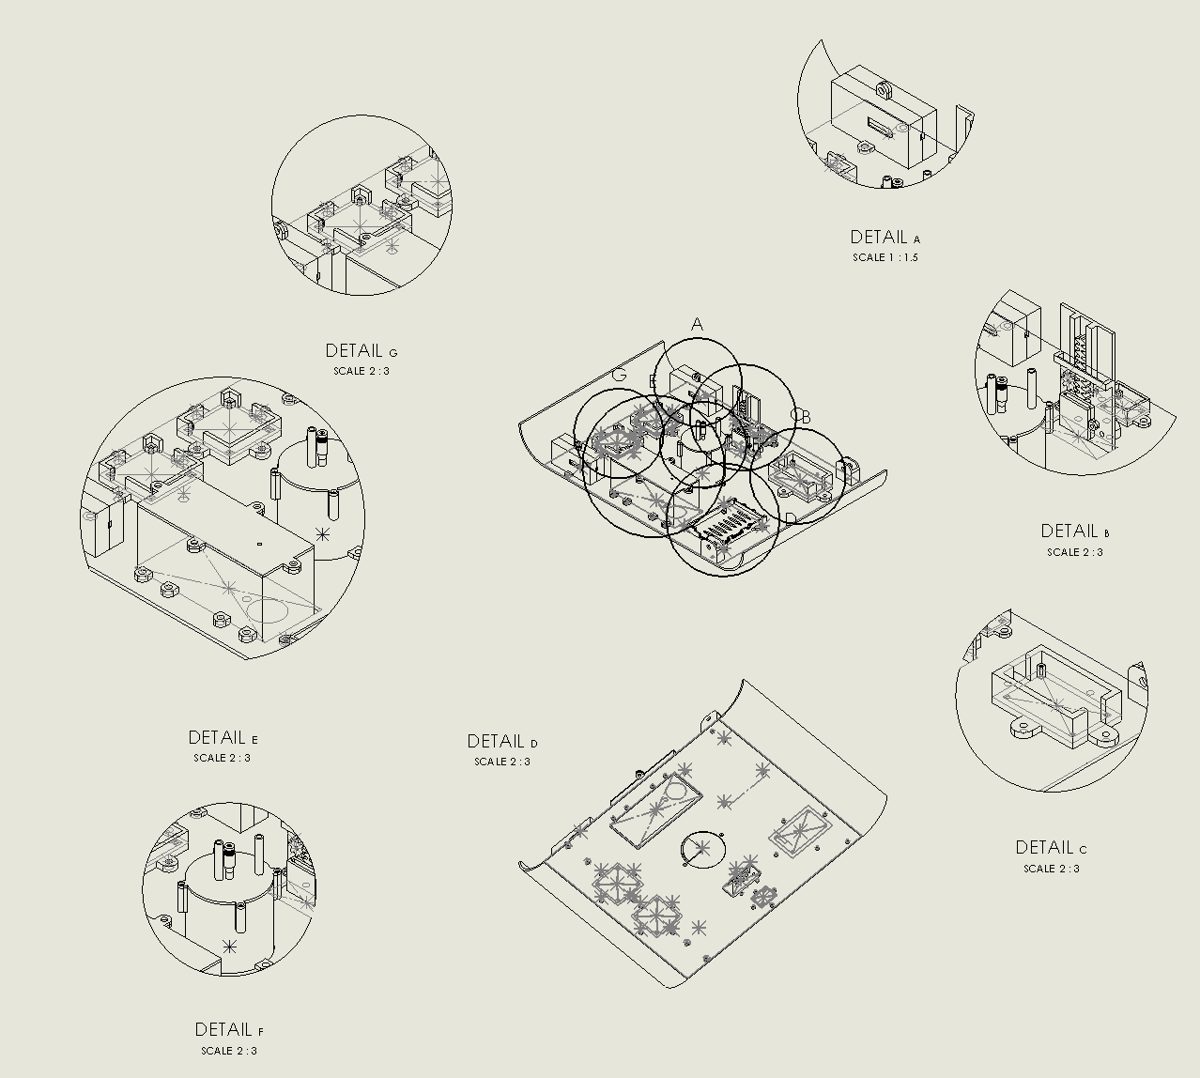 DETAIL A
SCALE 1 : 1.5
A
DETAIL G
SCALE 2 : 3
G
E
C
B
D
DETAIL B
SCALE 2 : 3
DETAIL E
SCALE 2 : 3
DETAIL D
SCALE 2 : 3
DETAIL C
SCALE 2 : 3
DETAIL F
SCALE 2 : 3